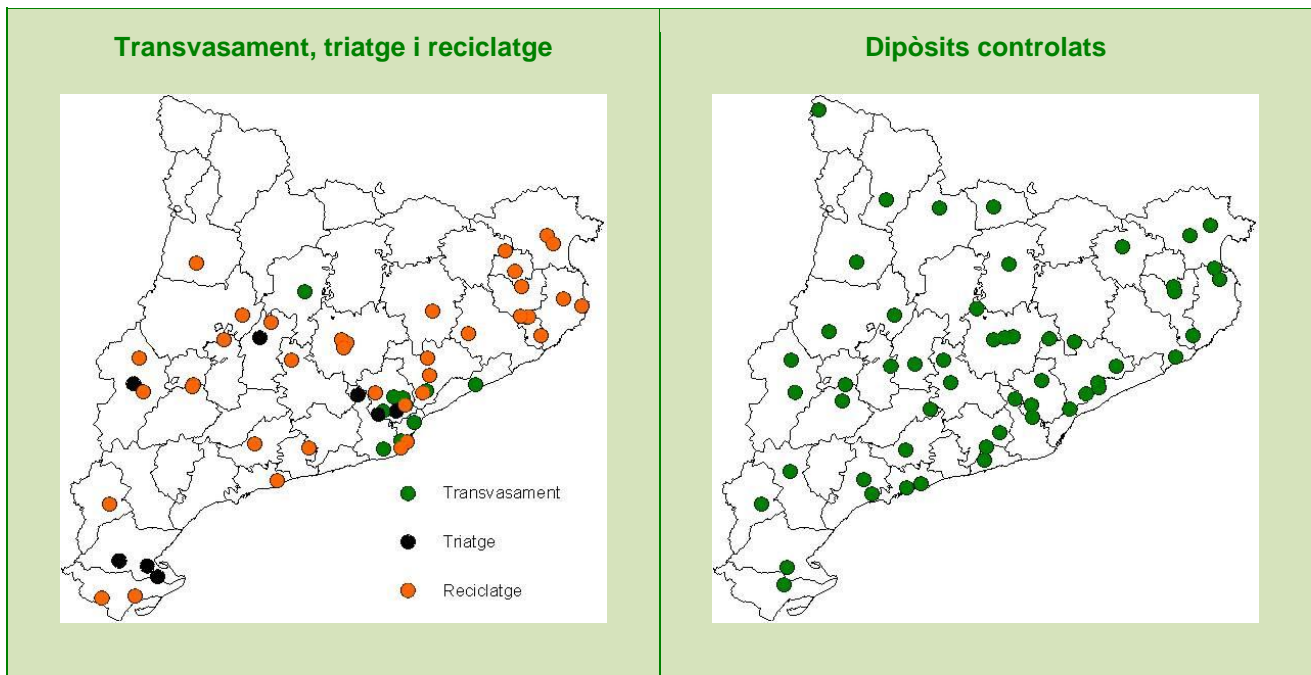 Transvasament, triatge i reciclatge
Dipòsits controlats
Transvasament
Triatge
Reciclatge